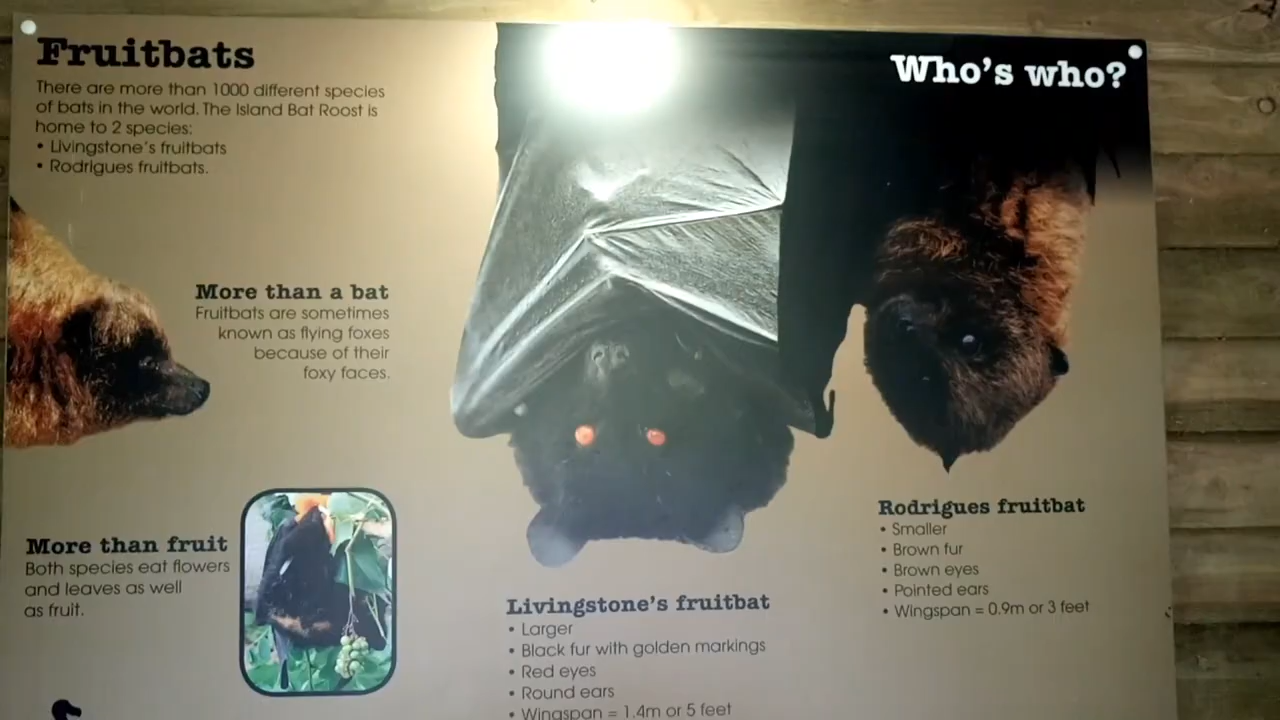 Fruitbats
There are more than 1000 different species
of bats in the world. The Island Bat Roost is
home to 2 species:
• Livingstone's fruitbats
• Rodrigues fruitbats.
More than a bat
Fruitbats are sometimes
known as flying foxes
because of their
foxy faces.
More than fruit
Both species eat flowers
and leaves as well
as fruit.
Who's who?
Livingstone's fruitbat
• Larger
• Black fur with golden markings
• Red eyes
• Round ears
• Wingspan = 1.4m or 5 feet
Rodrigues fruitbat
• Smaller
• Brown fur
• Brown eyes
• Pointed ears
• Wingspan = 0.9m or 3 feet